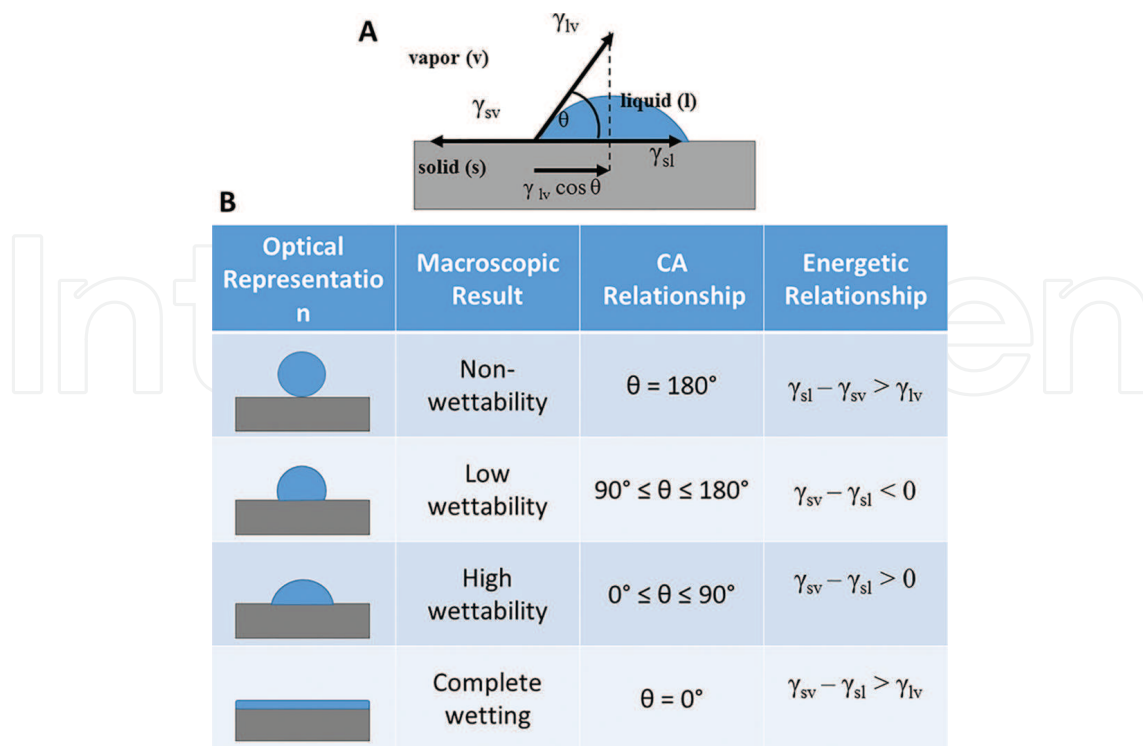 A
γlv
vapor (v)
γsv
θ
liquid (l)
solid (s)
γsl
γ lv cos θ
B
Optical
Representatio
n
Macroscopic
Result
CA
Relationship
Energetic
Relationship
Non-
wettability
θ = 180°
γsl – γsv > γlv
Low
wettability
90° ≤ θ ≤ 180°
γsv – γsl < 0
High
wettability
0° ≤ θ ≤ 90°
γsv – γsl > 0
Complete
wetting
θ = 0°
γsv – γsl > γlv